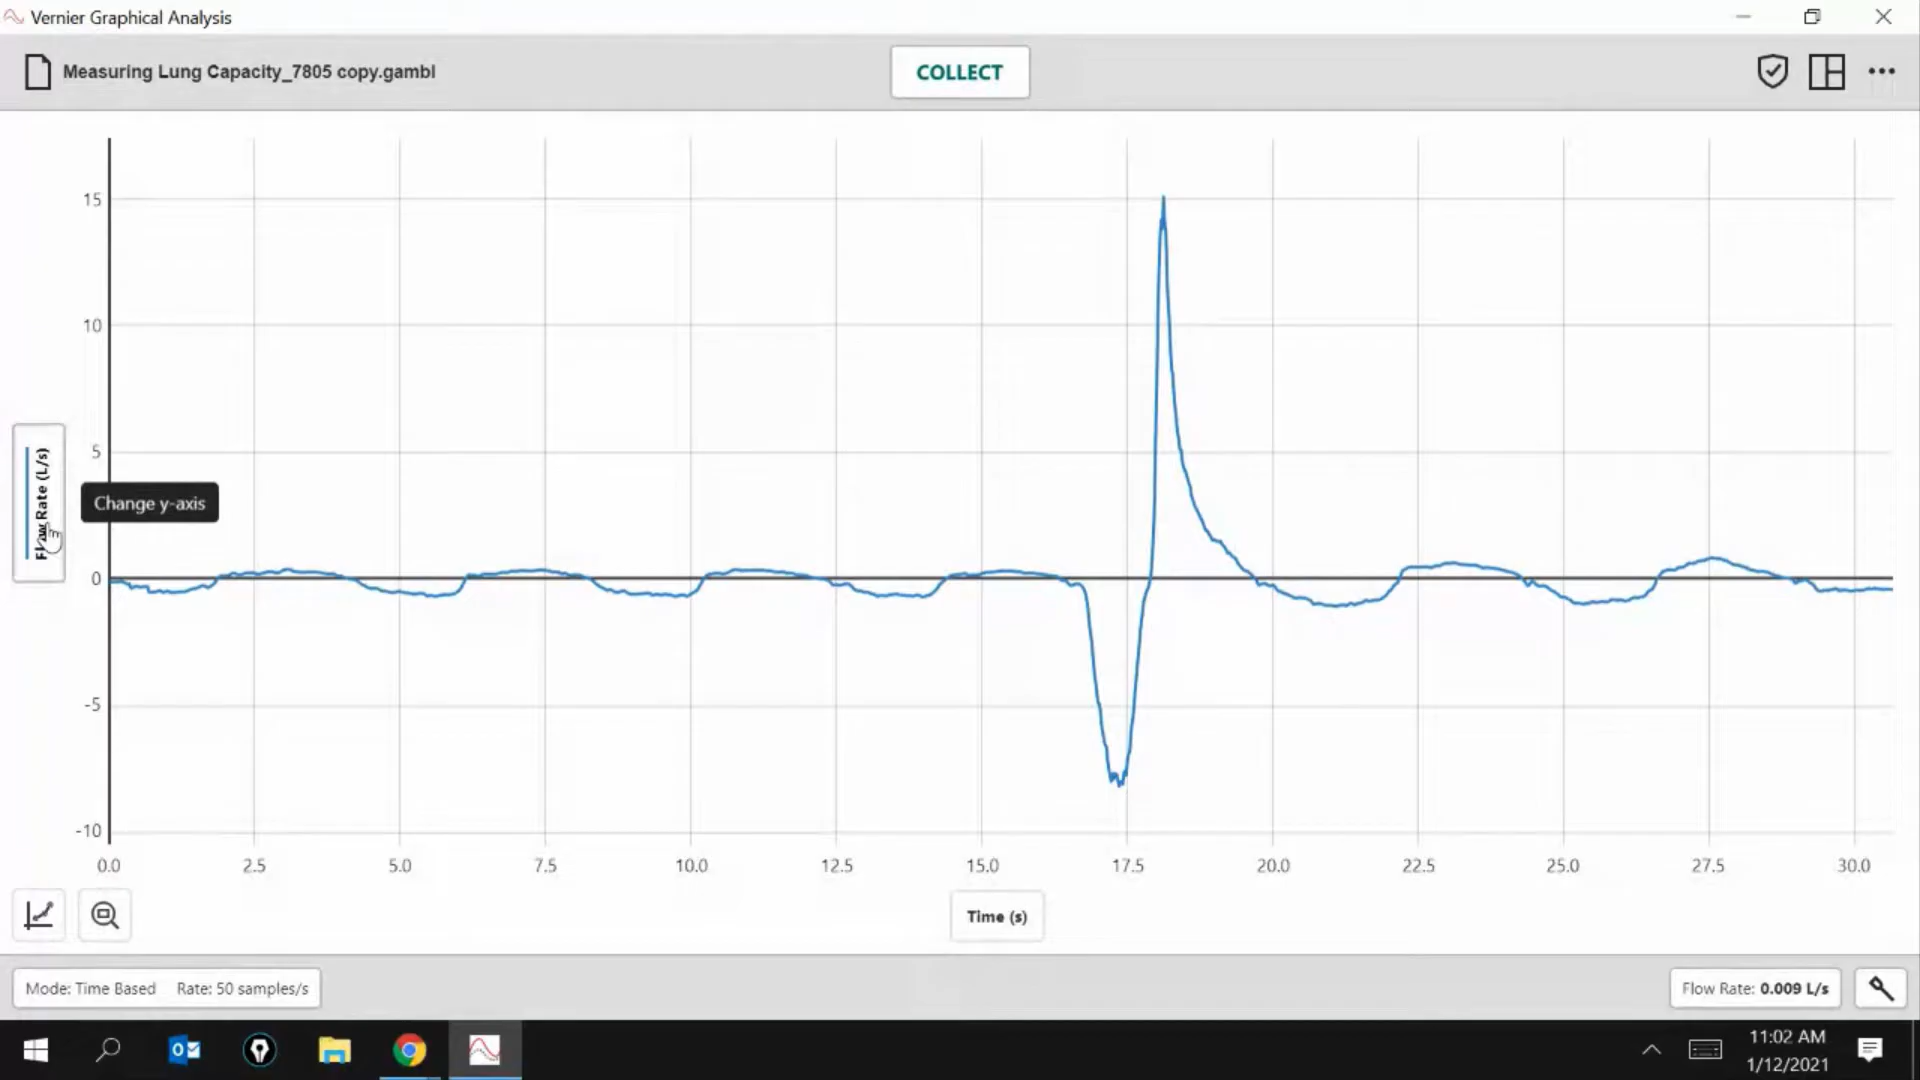 Vernier Graphical Analysis
Measuring Lung Capacity_7805 copy.gambl
COLLECT
15
10
5
0
-5
-10
Flow Rate (L/s)
Change y-axis
0.0 2.5 5.0 7.5 10.0 12.5 15.0 17.5 20.0 22.5 25.0 27.5 30.0
Time (s)
Mode: Time Based Rate: 50 samples/s
Flow Rate: 0.009 L/s
11:02 AM
1/12/2021